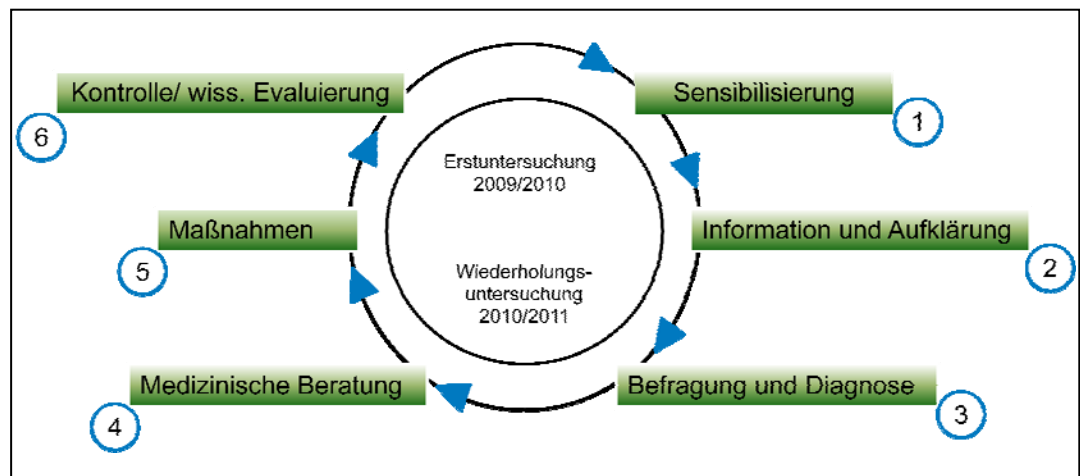 Sensibilisierung
1
Information und Aufklärung
2
Befragung und Diagnose
3
Medizinische Beratung
4
Maßnahmen
5
Kontrolle/ wiss. Evaluierung
6
Erstuntersuchung
2009/2010
Wiederholungs-
untersuchung
2010/2011